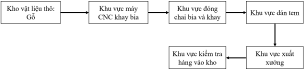 Kho vật liệu thô:
Gỗ
Khu vực máy
CNC khay bia
Khu vực đóng
chai bia và khay
Khu vực dán tem
Khu vực xuất
xưởng
Khu vực kiểm tra
hàng vào kho